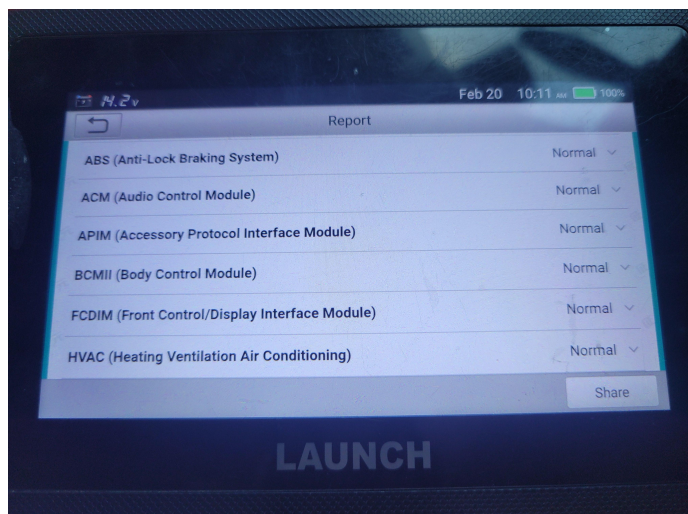 14.2v Feb 20 10:11 AM 100%
Report
ABS (Anti-Lock Braking System) Normal
ACM (Audio Control Module) Normal
APIM (Accessory Protocol Interface Module) Normal
BCMII (Body Control Module) Normal
FCDIM (Front Control/Display Interface Module) Normal
HVAC (Heating Ventilation Air Conditioning) Normal
Share
LAUNCH